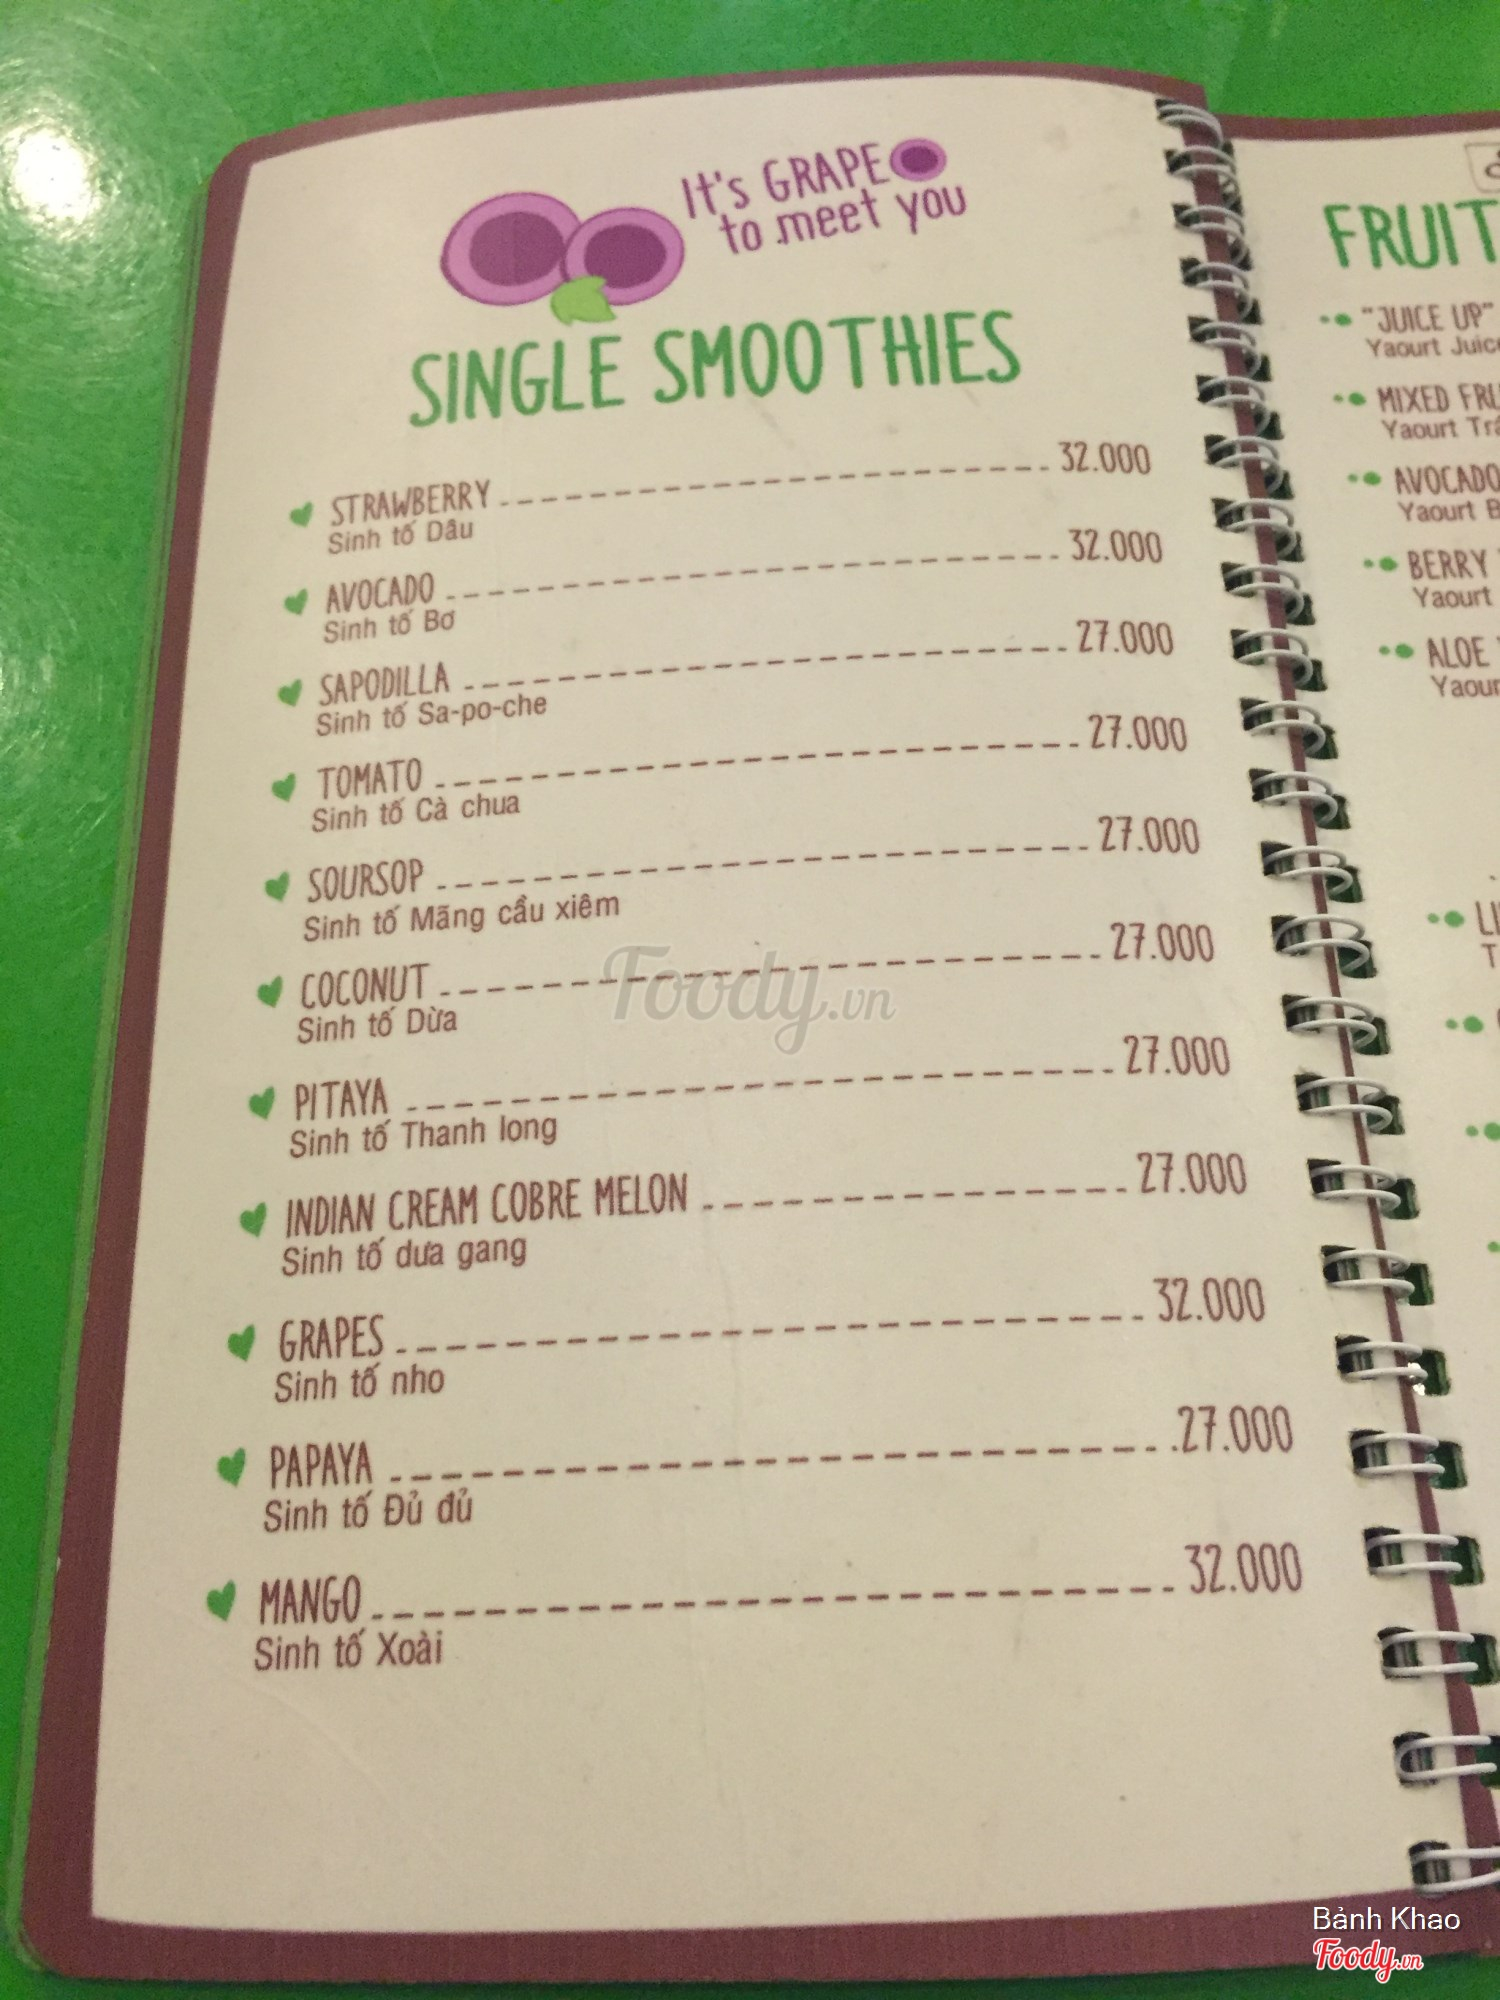 It's GRAPE
to meet you
SINGLE SMOOTHIES
STRAWBERRY 32.000
Sinh tố Dâu
AVOCADO 32.000
Sinh tố Bơ
SAPODILLA 27.000
Sinh tố Sa-po-che
TOMATO 27.000
Sinh tố Cà chua
SOURSOP 27.000
Sinh tố Mãng cầu xiêm
COCONUT 27.000
Sinh tố Dừa
PITAYA 27.000
Sinh tố Thanh long
INDIAN CREAM COBRE MELON 27.000
Sinh tố dưa gang
GRAPES 32.000
Sinh tố nho
PAPAYA 27.000
Sinh tố Đủ đủ
MANGO 32.000
Sinh tố Xoài
FRUIT
"JUICE UP"
Yaourt
MIXED
Yaourt
AVOCADO
Yaourt
BERRY
Yaourt
ALOE
Foody.vn
Bảnh Khao
Foody.vn